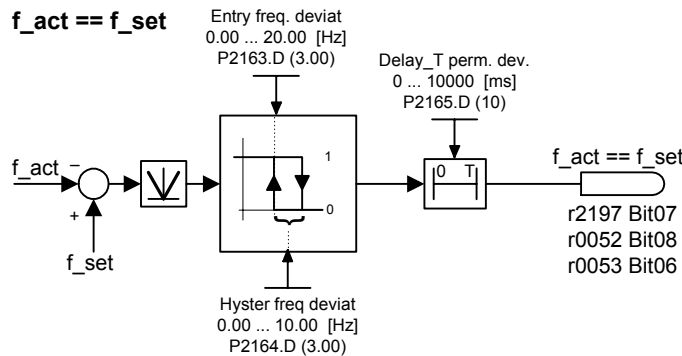 f_act == f_set
Entry freq. deviat
0.00 ... 20.00 [Hz]
P2163.D (3.00)
Delay_T perm. dev.
0 ... 10000 [ms]
P2165.D (10)
f_act
−
+
f_set
1
0
0 T
f_act == f_set
r2197 Bit07
r0052 Bit08
r0053 Bit06
Hyster freq deviat
0.00 ... 10.00 [Hz]
P2164.D (3.00)